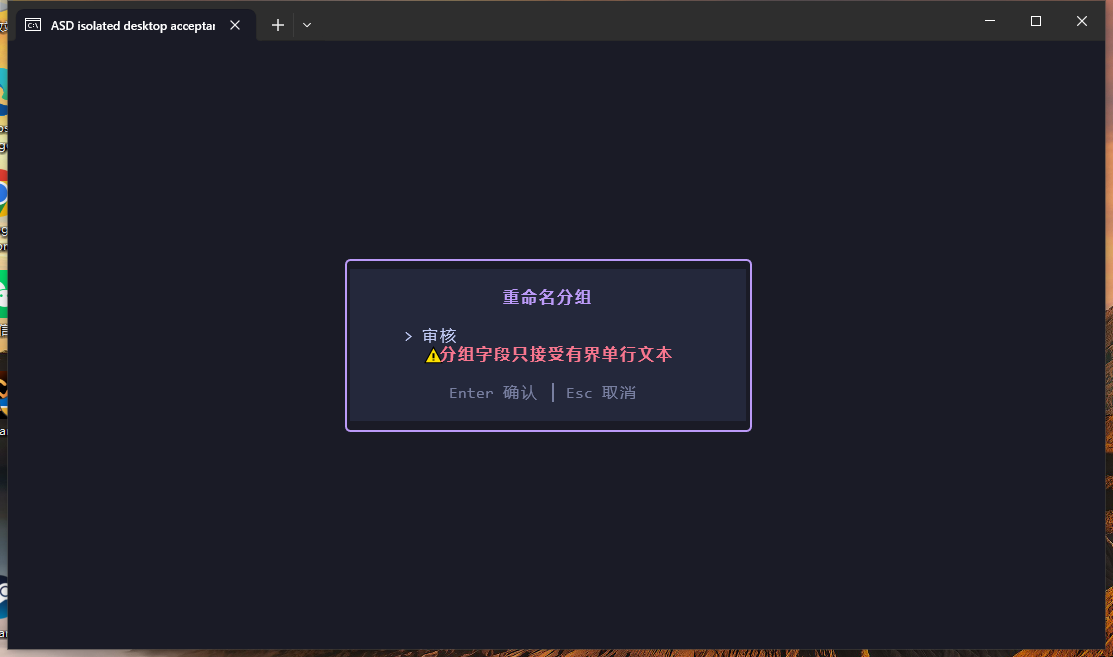 ASD isolated desktop acceptar
重命名分组
> 审核
⚠分组字段只接受有界单行文本
Enter 确认 │ Esc 取消